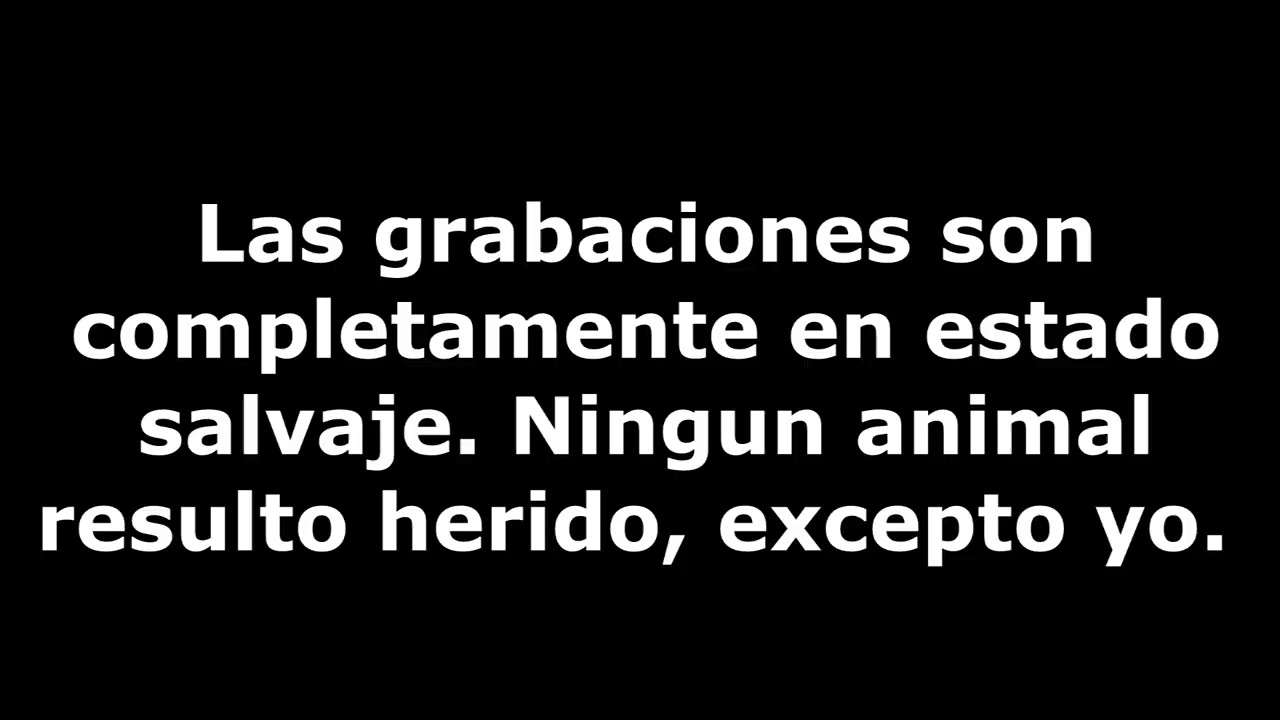 Las grabaciones son
completamente en estado
salvaje. Ningun animal
resulto herido, excepto yo.